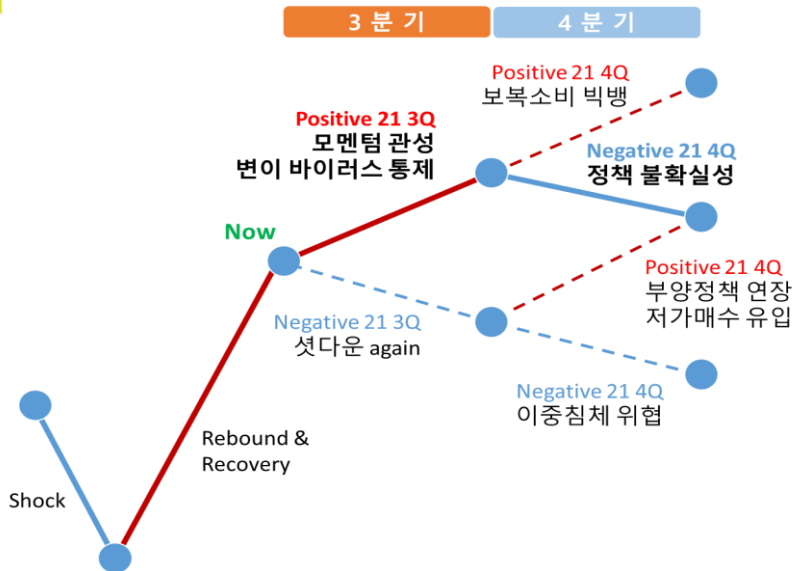 3 분 기
4 분 기
Positive 21 4Q
보복소비 빅뱅
Positive 21 3Q
모멘텀 관성
변이 바이러스 통제
Negative 21 4Q
정책 불확실성
Now
Positive 21 4Q
부양정책 연장
저가매수 유입
Negative 21 3Q
셧다운 again
Negative 21 4Q
이중침체 위협
Rebound &
Recovery
Shock